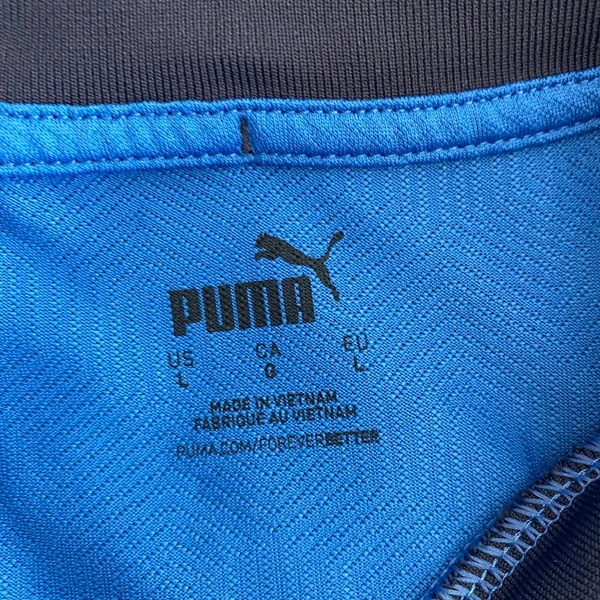 PUMA
US CA EU
L G L
MADE IN VIETNAM
FABRIQUÉ AU VIETNAM
PUMA.COM/FOREVERBETTER